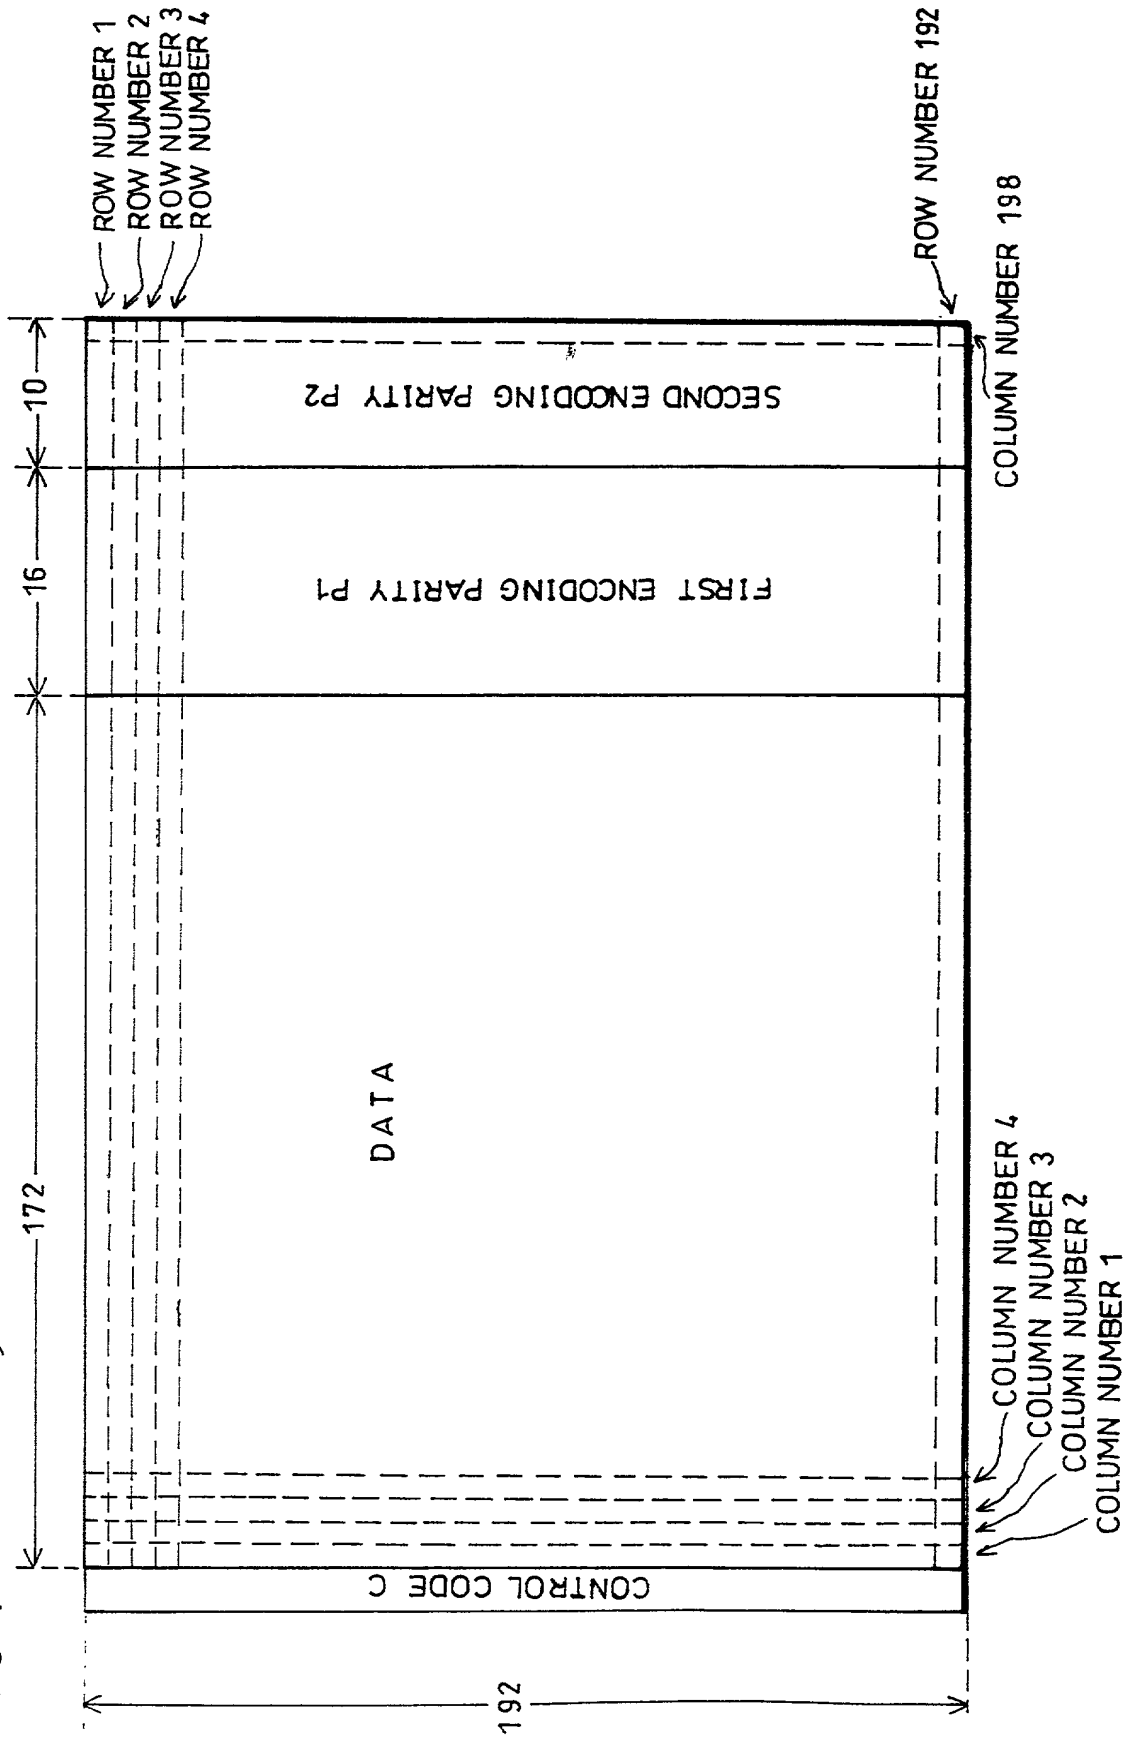 172
16
10
ROW NUMBER 1
ROW NUMBER 2
ROW NUMBER 3
ROW NUMBER 4
192
CONTROL CODE C
DATA
FIRST ENCODING PARITY P1
SECOND ENCODING PARITY P2
ROW NUMBER 192
COLUMN NUMBER 198
COLUMN NUMBER 4
COLUMN NUMBER 3
COLUMN NUMBER 2
COLUMN NUMBER 1